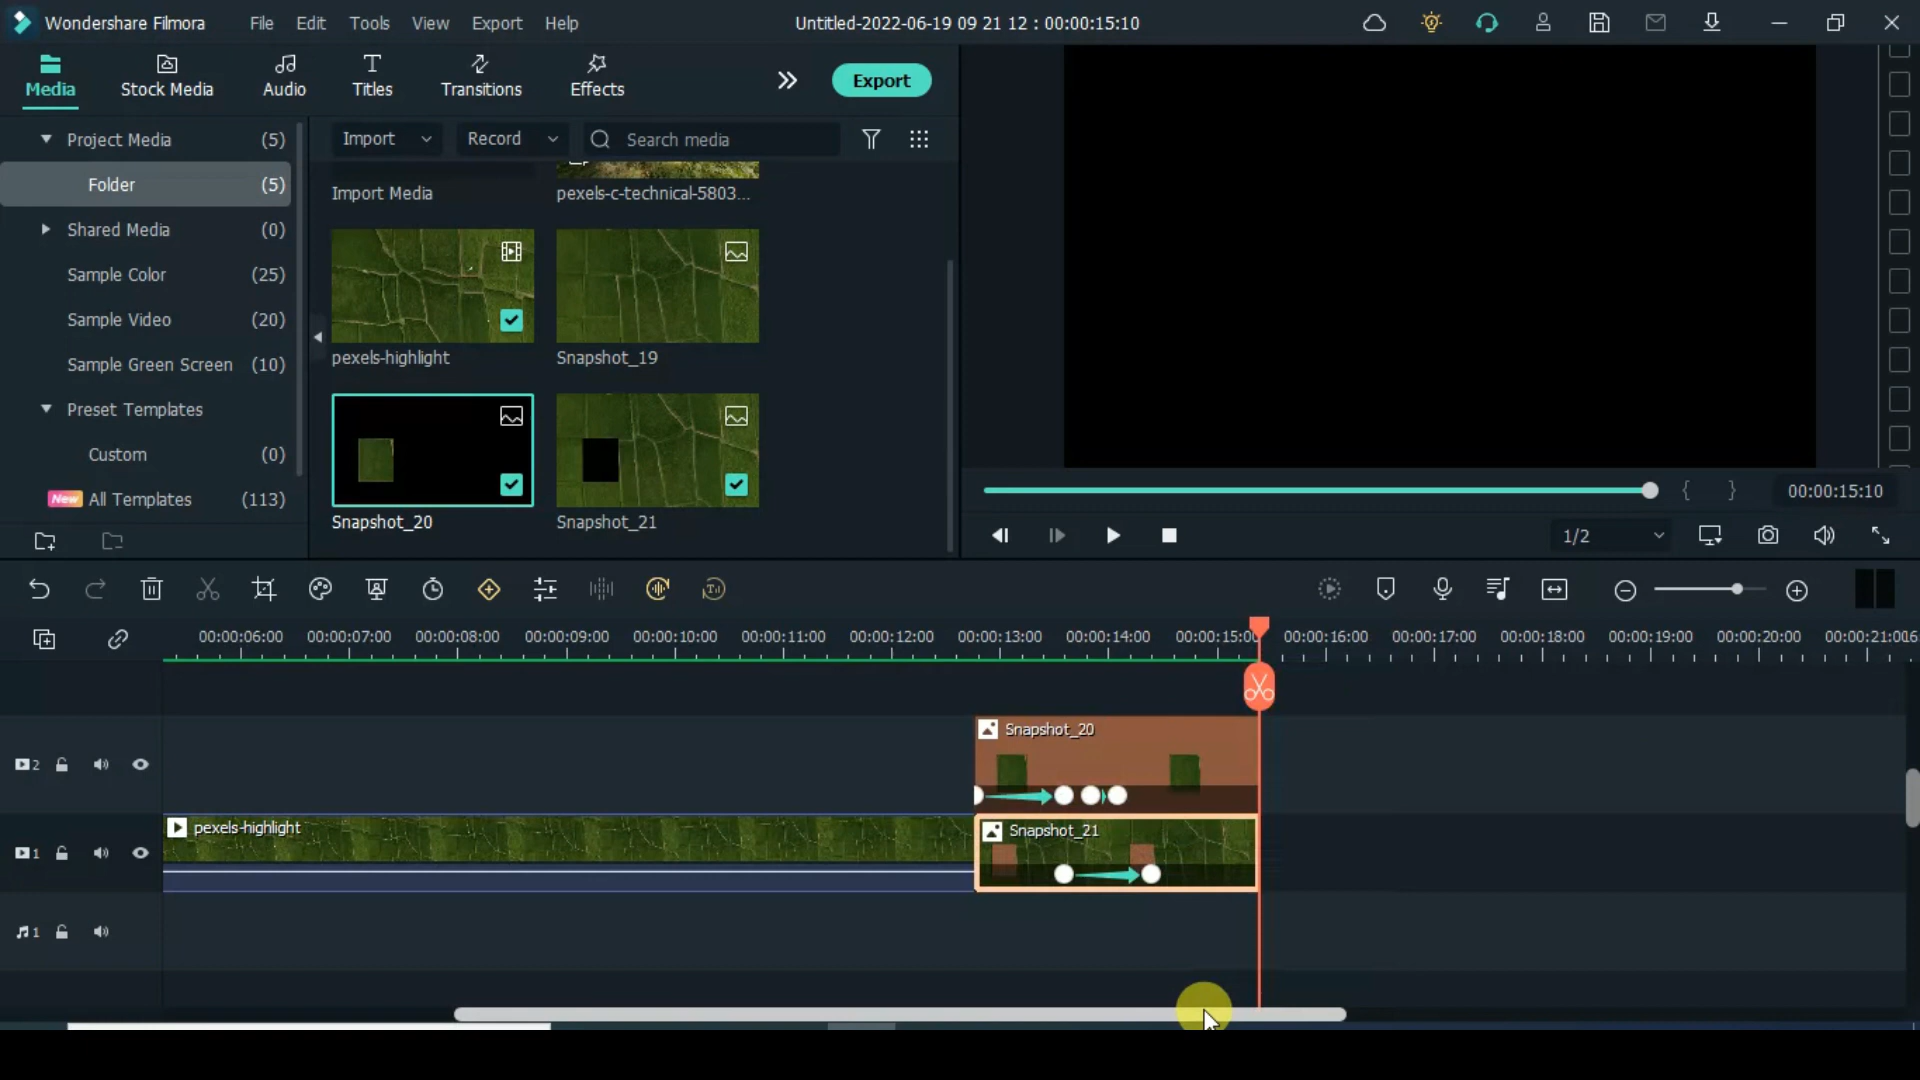 Wondershare Filmora File Edit Tools View Export Help Untitled-2022-06-19 09 21 12 : 00:00:15:10
Media Stock Media Audio Titles Transitions Effects Export
Project Media (5)
Folder (5)
Shared Media (0)
Sample Color (25)
Sample Video (20)
Sample Green Screen (10)
Preset Templates
Custom (0)
New All Templates (113)
Import Record Search media
Import Media pexels-c-technical-5803...
pexels-highlight Snapshot_19
Snapshot_20 Snapshot_21
{ } 00:00:15:10
1/2
00:00:06:00 00:00:07:00 00:00:08:00 00:00:09:00 00:00:10:00 00:00:11:00 00:00:12:00 00:00:13:00 00:00:14:00 00:00:15:00 00:00:16:00 00:00:17:00 00:00:18:00 00:00:19:00 00:00:20:00 00:00:21:00
2 Snapshot_20
1 pexels-highlight Snapshot_21
1